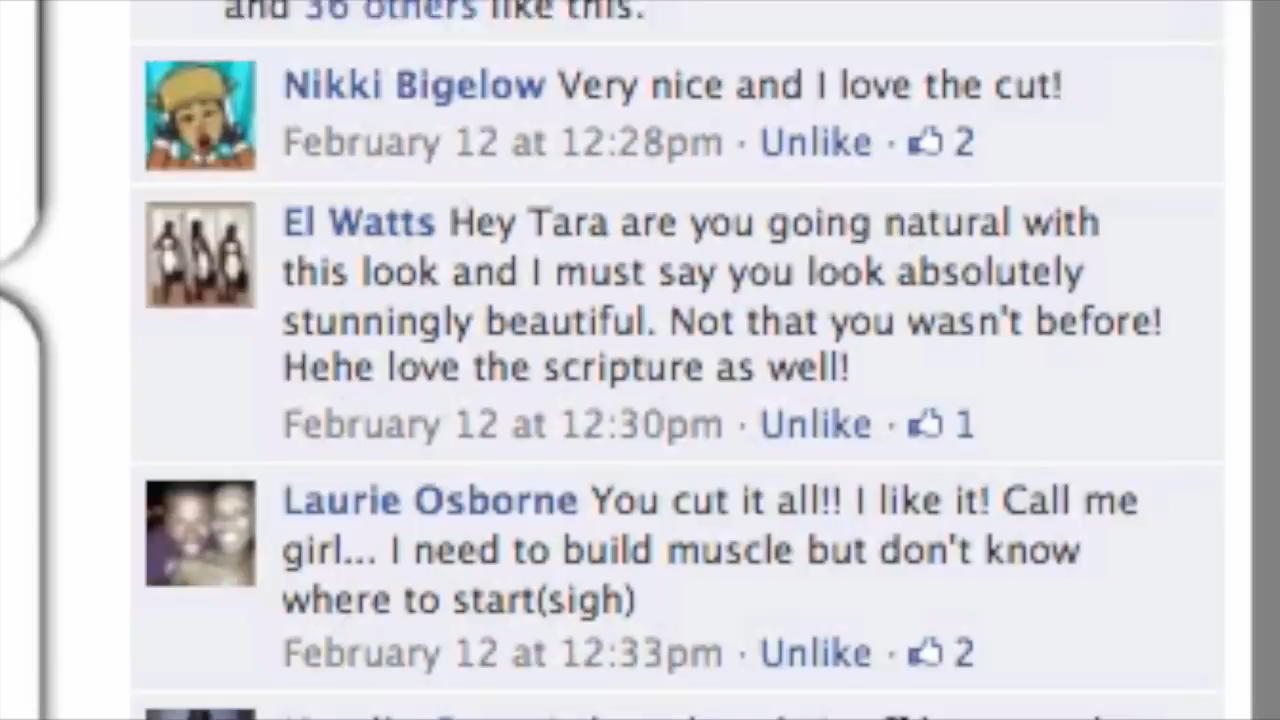 and 36 others like this.
Nikki Bigelow Very nice and I love the cut!
February 12 at 12:28pm · Unlike · 2
El Watts Hey Tara are you going natural with
this look and I must say you look absolutely
stunningly beautiful. Not that you wasn't before!
Hehe love the scripture as well!
February 12 at 12:30pm · Unlike · 1
Laurie Osborne You cut it all!! I like it! Call me
girl... I need to build muscle but don't know
where to start(sigh)
February 12 at 12:33pm · Unlike · 2